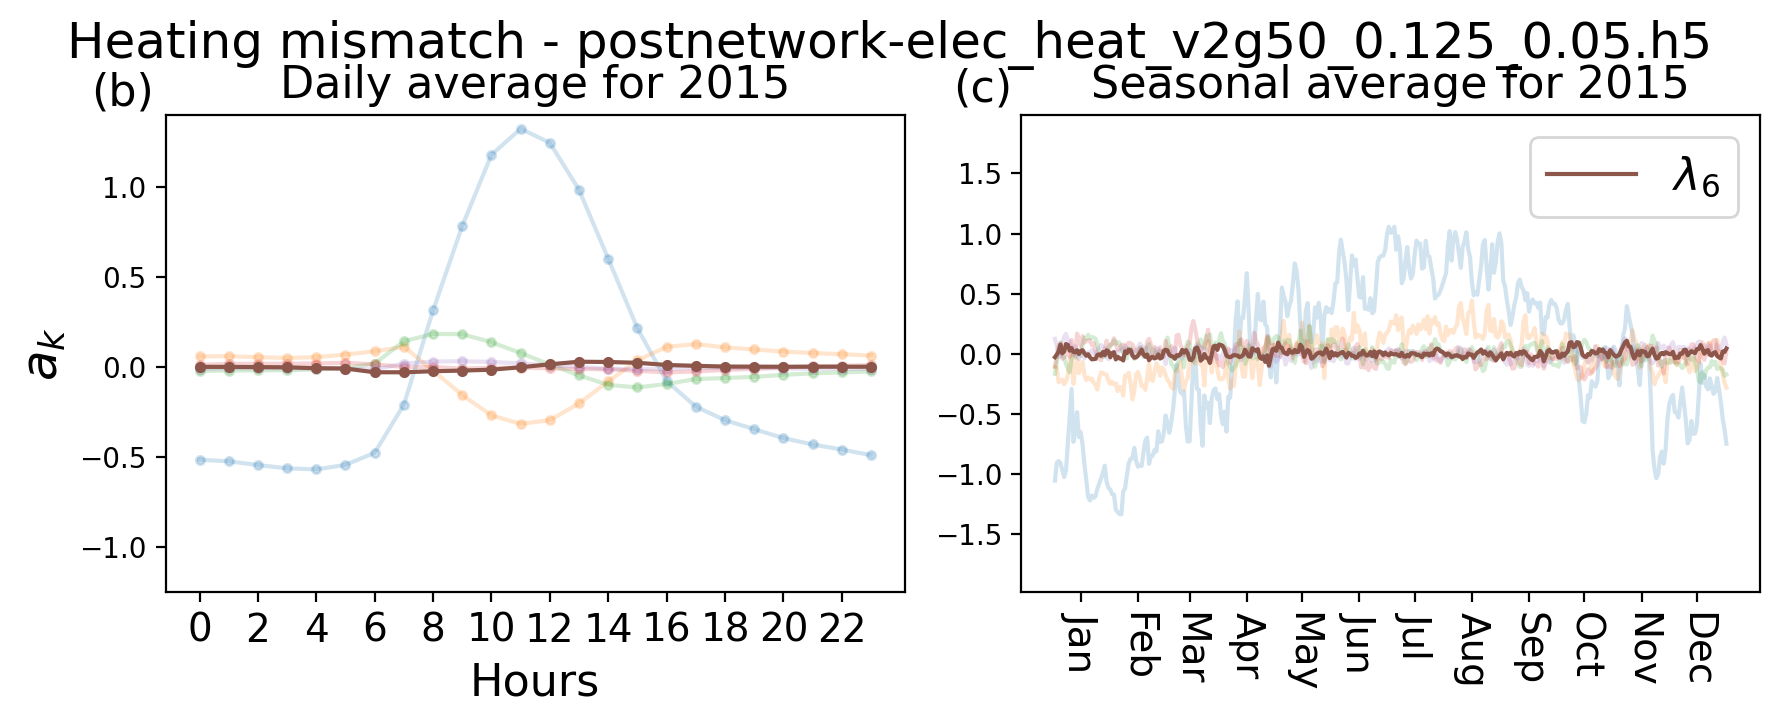 Heating mismatch - postnetwork-elec_heat_v2g50_0.125_0.05.h5
(b) Daily average for 2015
1.0
0.5
0.0
−0.5
−1.0
a_k
0 2 4 6 8 10 12 14 16 18 20 22
Hours
(c) Seasonal average for 2015
λ_6
1.5
1.0
0.5
0.0
−0.5
−1.0
−1.5
Jan Feb Mar Apr May Jun Jul Aug Sep Oct Nov Dec